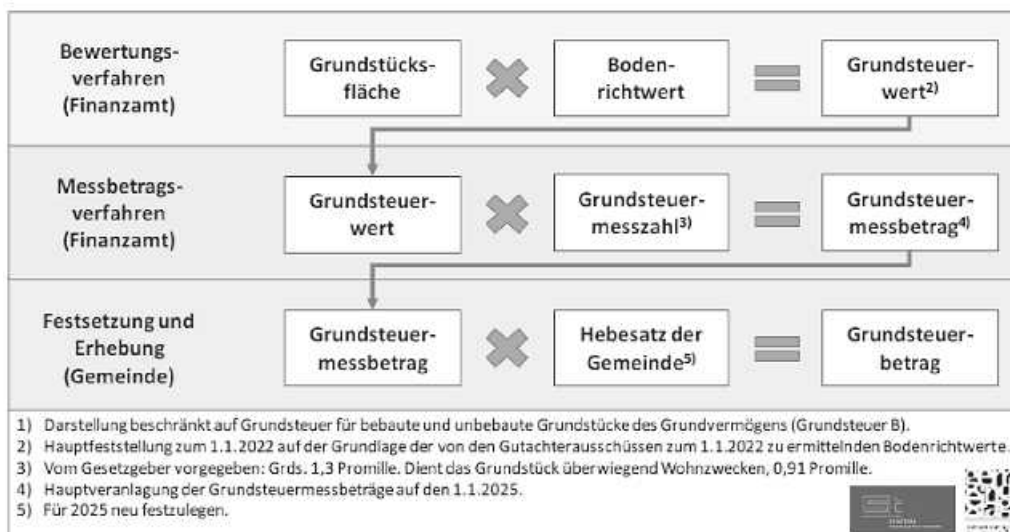 Bewertungs-
verfahren
(Finanzamt)
Grundstücks-
fläche
Boden-
richtwert
Grundsteuer-
wert2)
Messbetrags-
verfahren
(Finanzamt)
Grundsteuer-
wert
Grundsteuer-
messzahl3)
Grundsteuer-
messbetrag4)
Festsetzung und
Erhebung
(Gemeinde)
Grundsteuer-
messbetrag
Hebesatz der
Gemeinde5)
Grundsteuer-
betrag
1) Darstellung beschränkt auf Grundsteuer für bebaute und unbebaute Grundstücke des Grundvermögens (Grundsteuer B).
2) Hauptfeststellung zum 1.1.2022 auf der Grundlage der von den Gutachterausschüssen zum 1.1.2022 zu ermittelnden Bodenrichtwerte.
3) Vom Gesetzgeber vorgegeben: Grds. 1,3 Promille. Dient das Grundstück überwiegend Wohnzwecken, 0,91 Promille.
4) Hauptveranlagung der Grundsteuermessbeträge auf den 1.1.2025.
5) Für 2025 neu festzulegen.